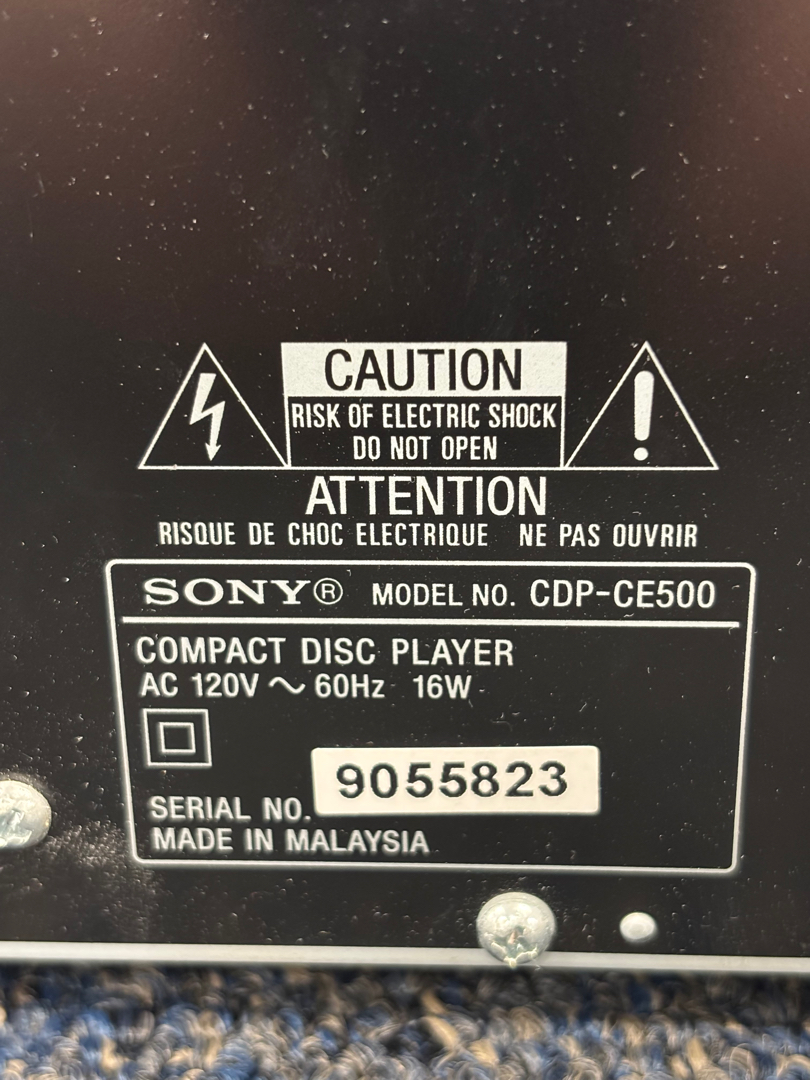 CAUTION
RISK OF ELECTRIC SHOCK
DO NOT OPEN
ATTENTION
RISQUE DE CHOC ELECTRIQUE NE PAS OUVRIR
SONY® MODEL NO. CDP-CE500
COMPACT DISC PLAYER
AC 120V ~ 60Hz 16W
9055823
SERIAL NO.
MADE IN MALAYSIA